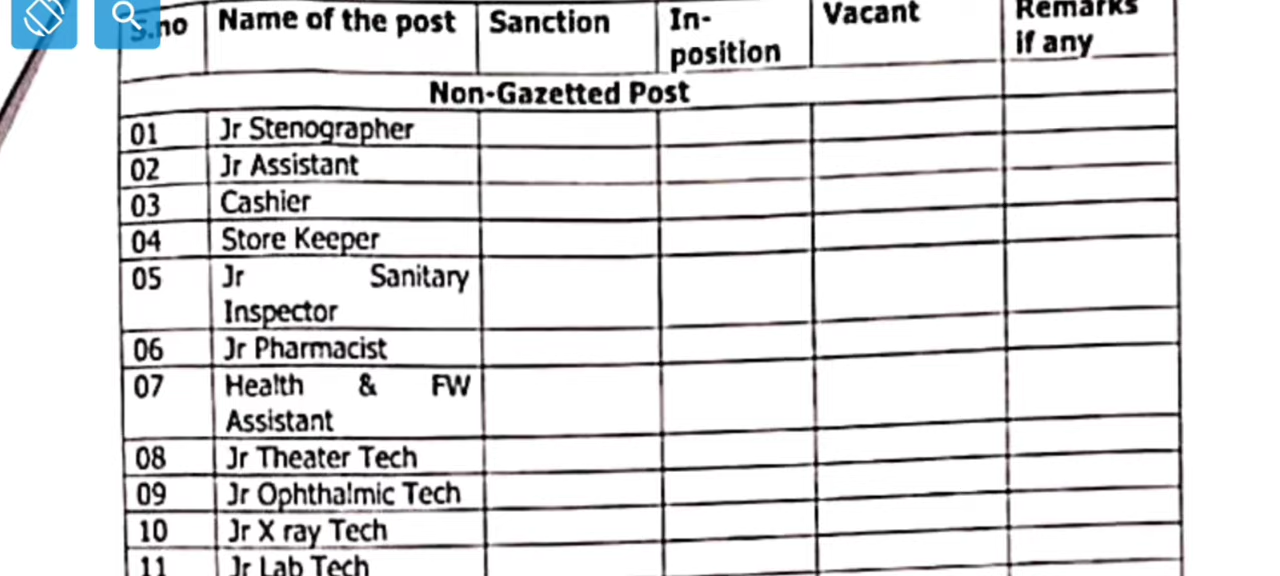 S.no Name of the post Sanction In-position Vacant Remarks if any
Non-Gazetted Post
01 Jr Stenographer
02 Jr Assistant
03 Cashier
04 Store Keeper
05 Jr Sanitary
Inspector
06 Jr Pharmacist
07 Health & FW
Assistant
08 Jr Theater Tech
09 Jr Ophthalmic Tech
10 Jr X ray Tech
11 Jr Lab Tech